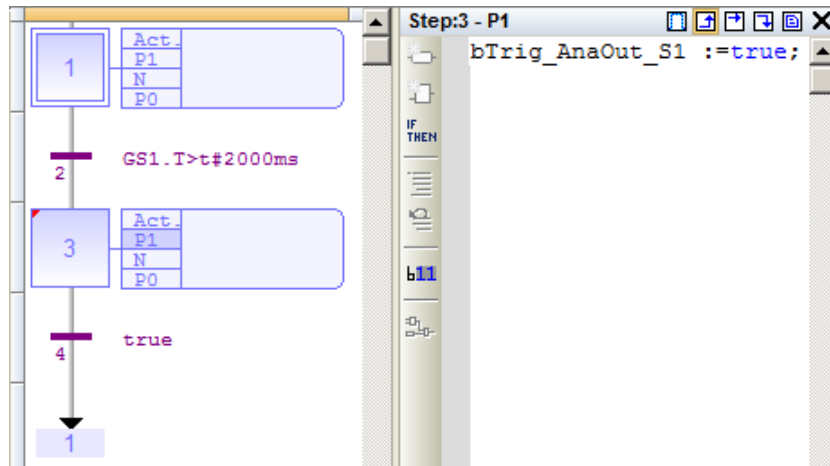 1
Act.
P1
N
P0
2
GS1.T>t#2000ms
3
Act.
P1
N
P0
4
true
1
Step:3 - P1
bTrig_AnaOut_S1 :=true;
IF
THEN
b11